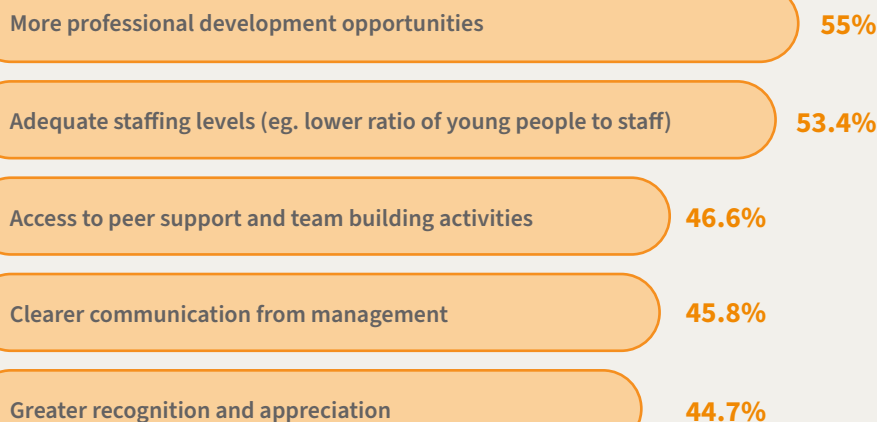 More professional development opportunities 55%
Adequate staffing levels (eg. lower ratio of young people to staff) 53.4%
Access to peer support and team building activities 46.6%
Clearer communication from management 45.8%
Greater recognition and appreciation 44.7%